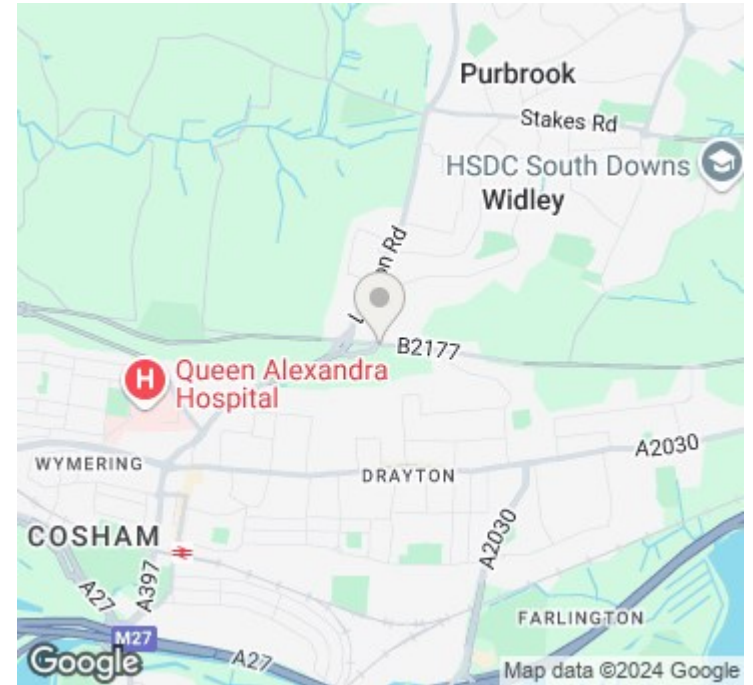 Purbrook
Stakes Rd
HSDC South Downs
Widley
B2177
H
Queen Alexandra
Hospital
A2030
WYMERING
DRAYTON
COSHAM
A2030
A397
A27
FARLINGTON
M27
A27
Google
Map data ©2024 Google